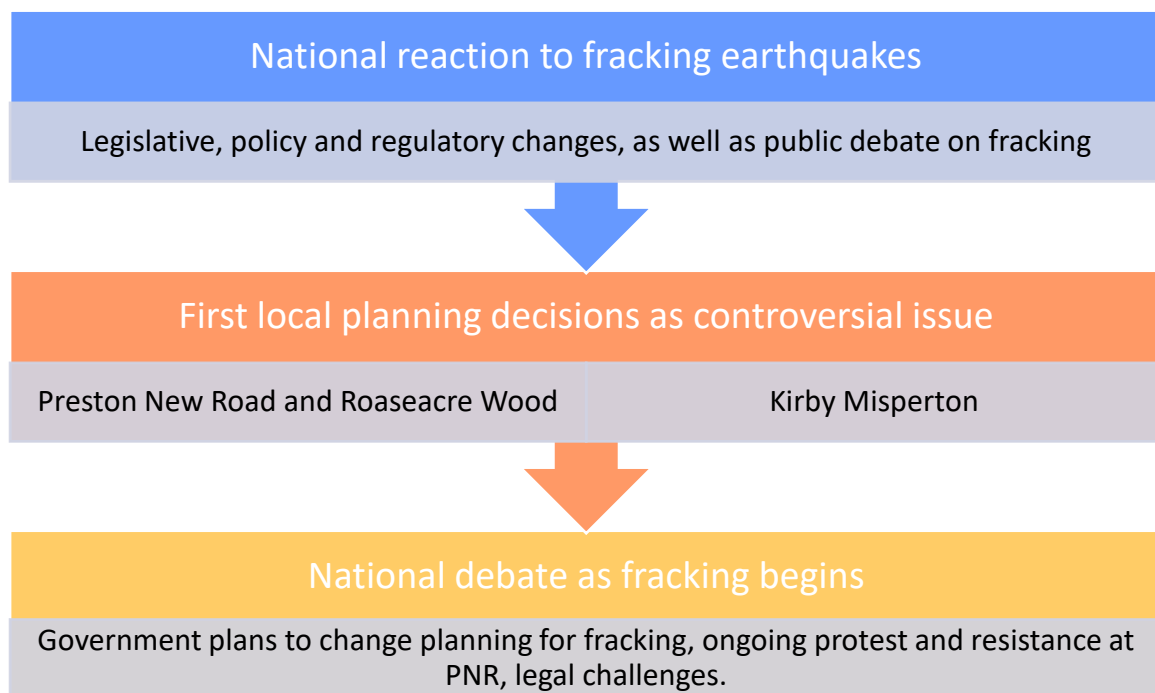 National reaction to fracking earthquakes
Legislative, policy and regulatory changes, as well as public debate on fracking
First local planning decisions as controversial issue
Preston New Road and Roaseacre Wood
Kirby Misperton
National debate as fracking begins
Government plans to change planning for fracking, ongoing protest and resistance at
PNR, legal challenges.